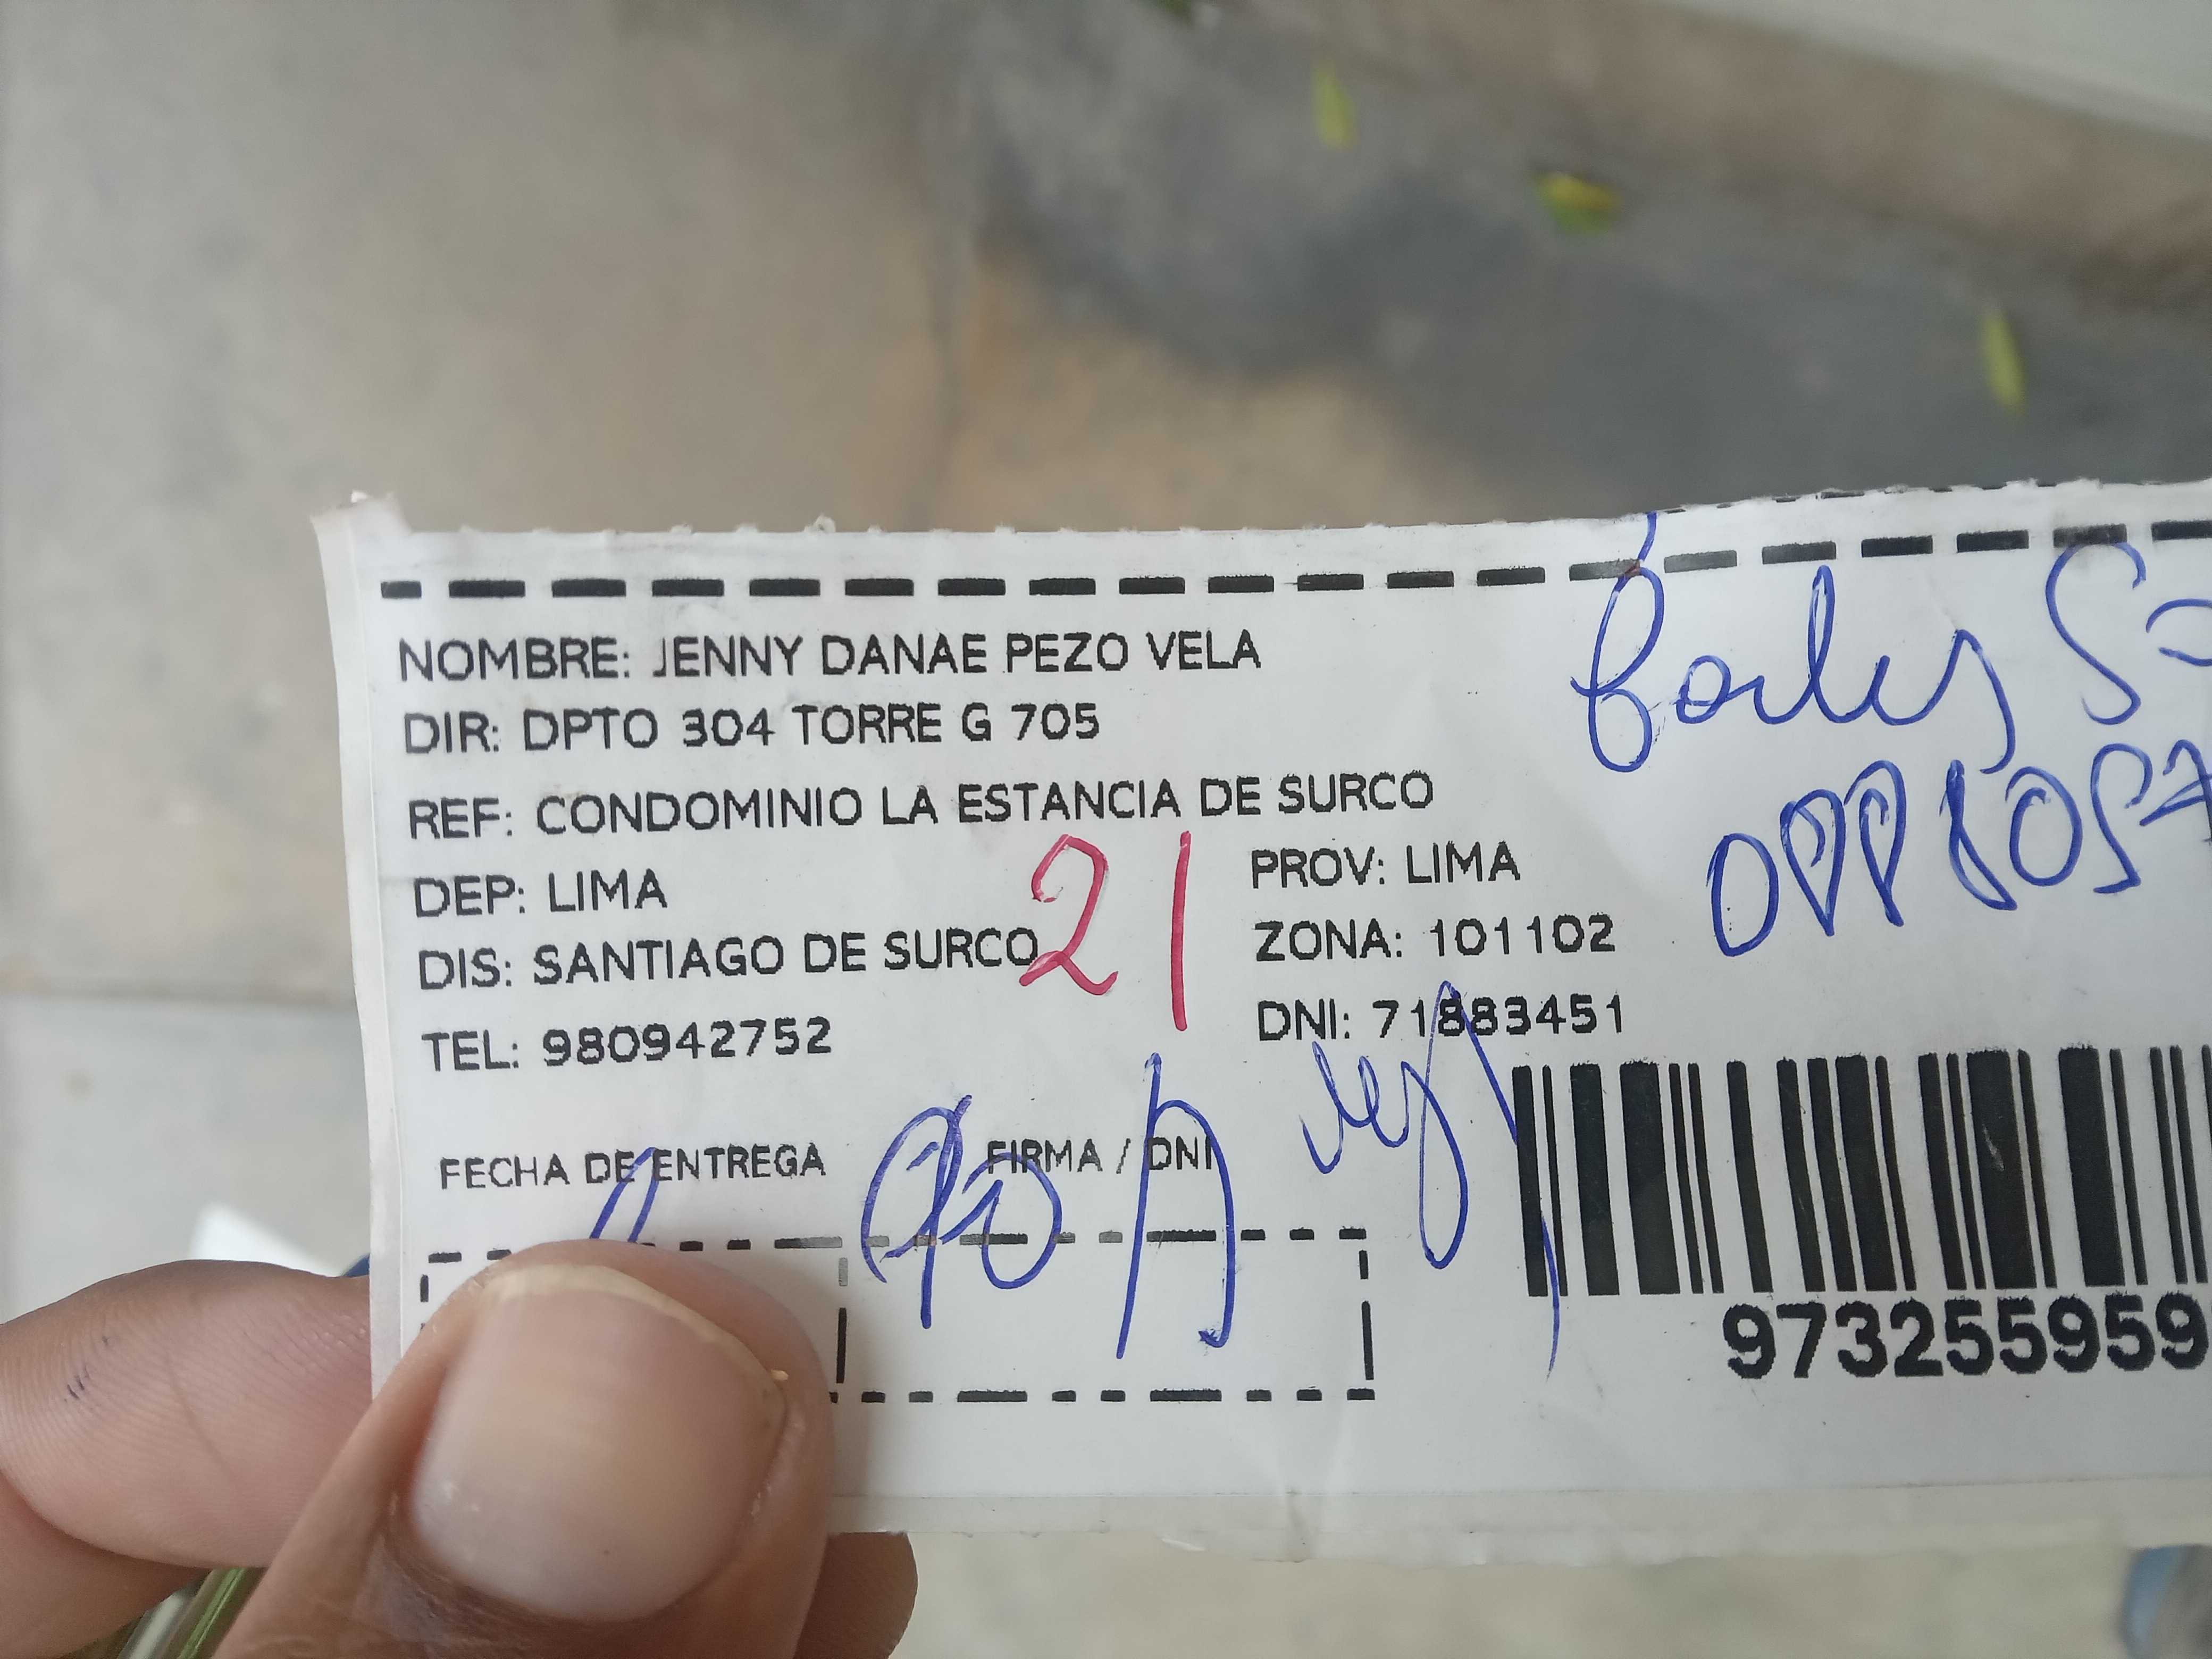 NOMBRE: JENNY DANAE PEZO VELA
DIR: DPTO 304 TORRE G 705
REF: CONDOMINIO LA ESTANCIA DE SURCO
DEP: LIMA
PROV: LIMA
21
DIS: SANTIAGO DE SURCO
ZONA: 101102
TEL: 980942752
DNI: 71883451
FECHA DE ENTREGA
FIRMA / DNI
973255959